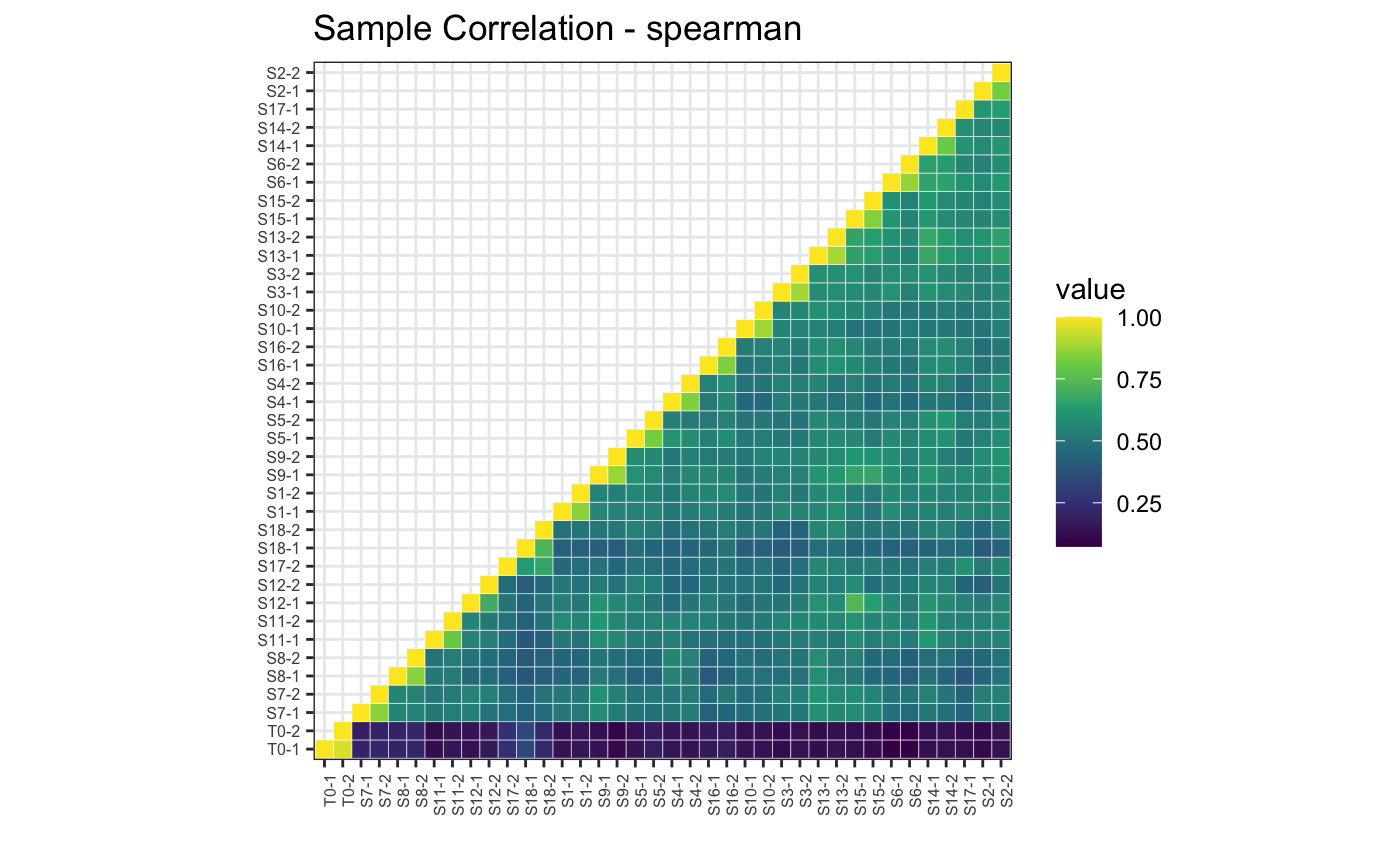 Sample Correlation - spearman
S2-2
S2-1
S17-1
S14-2
S14-1
S6-2
S6-1
S15-2
S15-1
S13-2
S13-1
S3-2
S3-1
S10-2
S10-1
S16-2
S16-1
S4-2
S4-1
S5-2
S5-1
S9-2
S9-1
S1-2
S1-1
S18-2
S18-1
S17-2
S12-2
S12-1
S11-2
S11-1
S8-2
S8-1
S7-2
S7-1
T0-2
T0-1
T0-1
T0-2
S7-1
S7-2
S8-1
S8-2
S11-1
S11-2
S12-1
S12-2
S17-2
S18-1
S18-2
S1-1
S1-2
S9-1
S9-2
S5-1
S5-2
S4-1
S4-2
S16-1
S16-2
S10-1
S10-2
S3-1
S3-2
S13-1
S13-2
S15-1
S15-2
S6-1
S6-2
S14-1
S14-2
S17-1
S2-1
S2-2
value
1.00
0.75
0.50
0.25